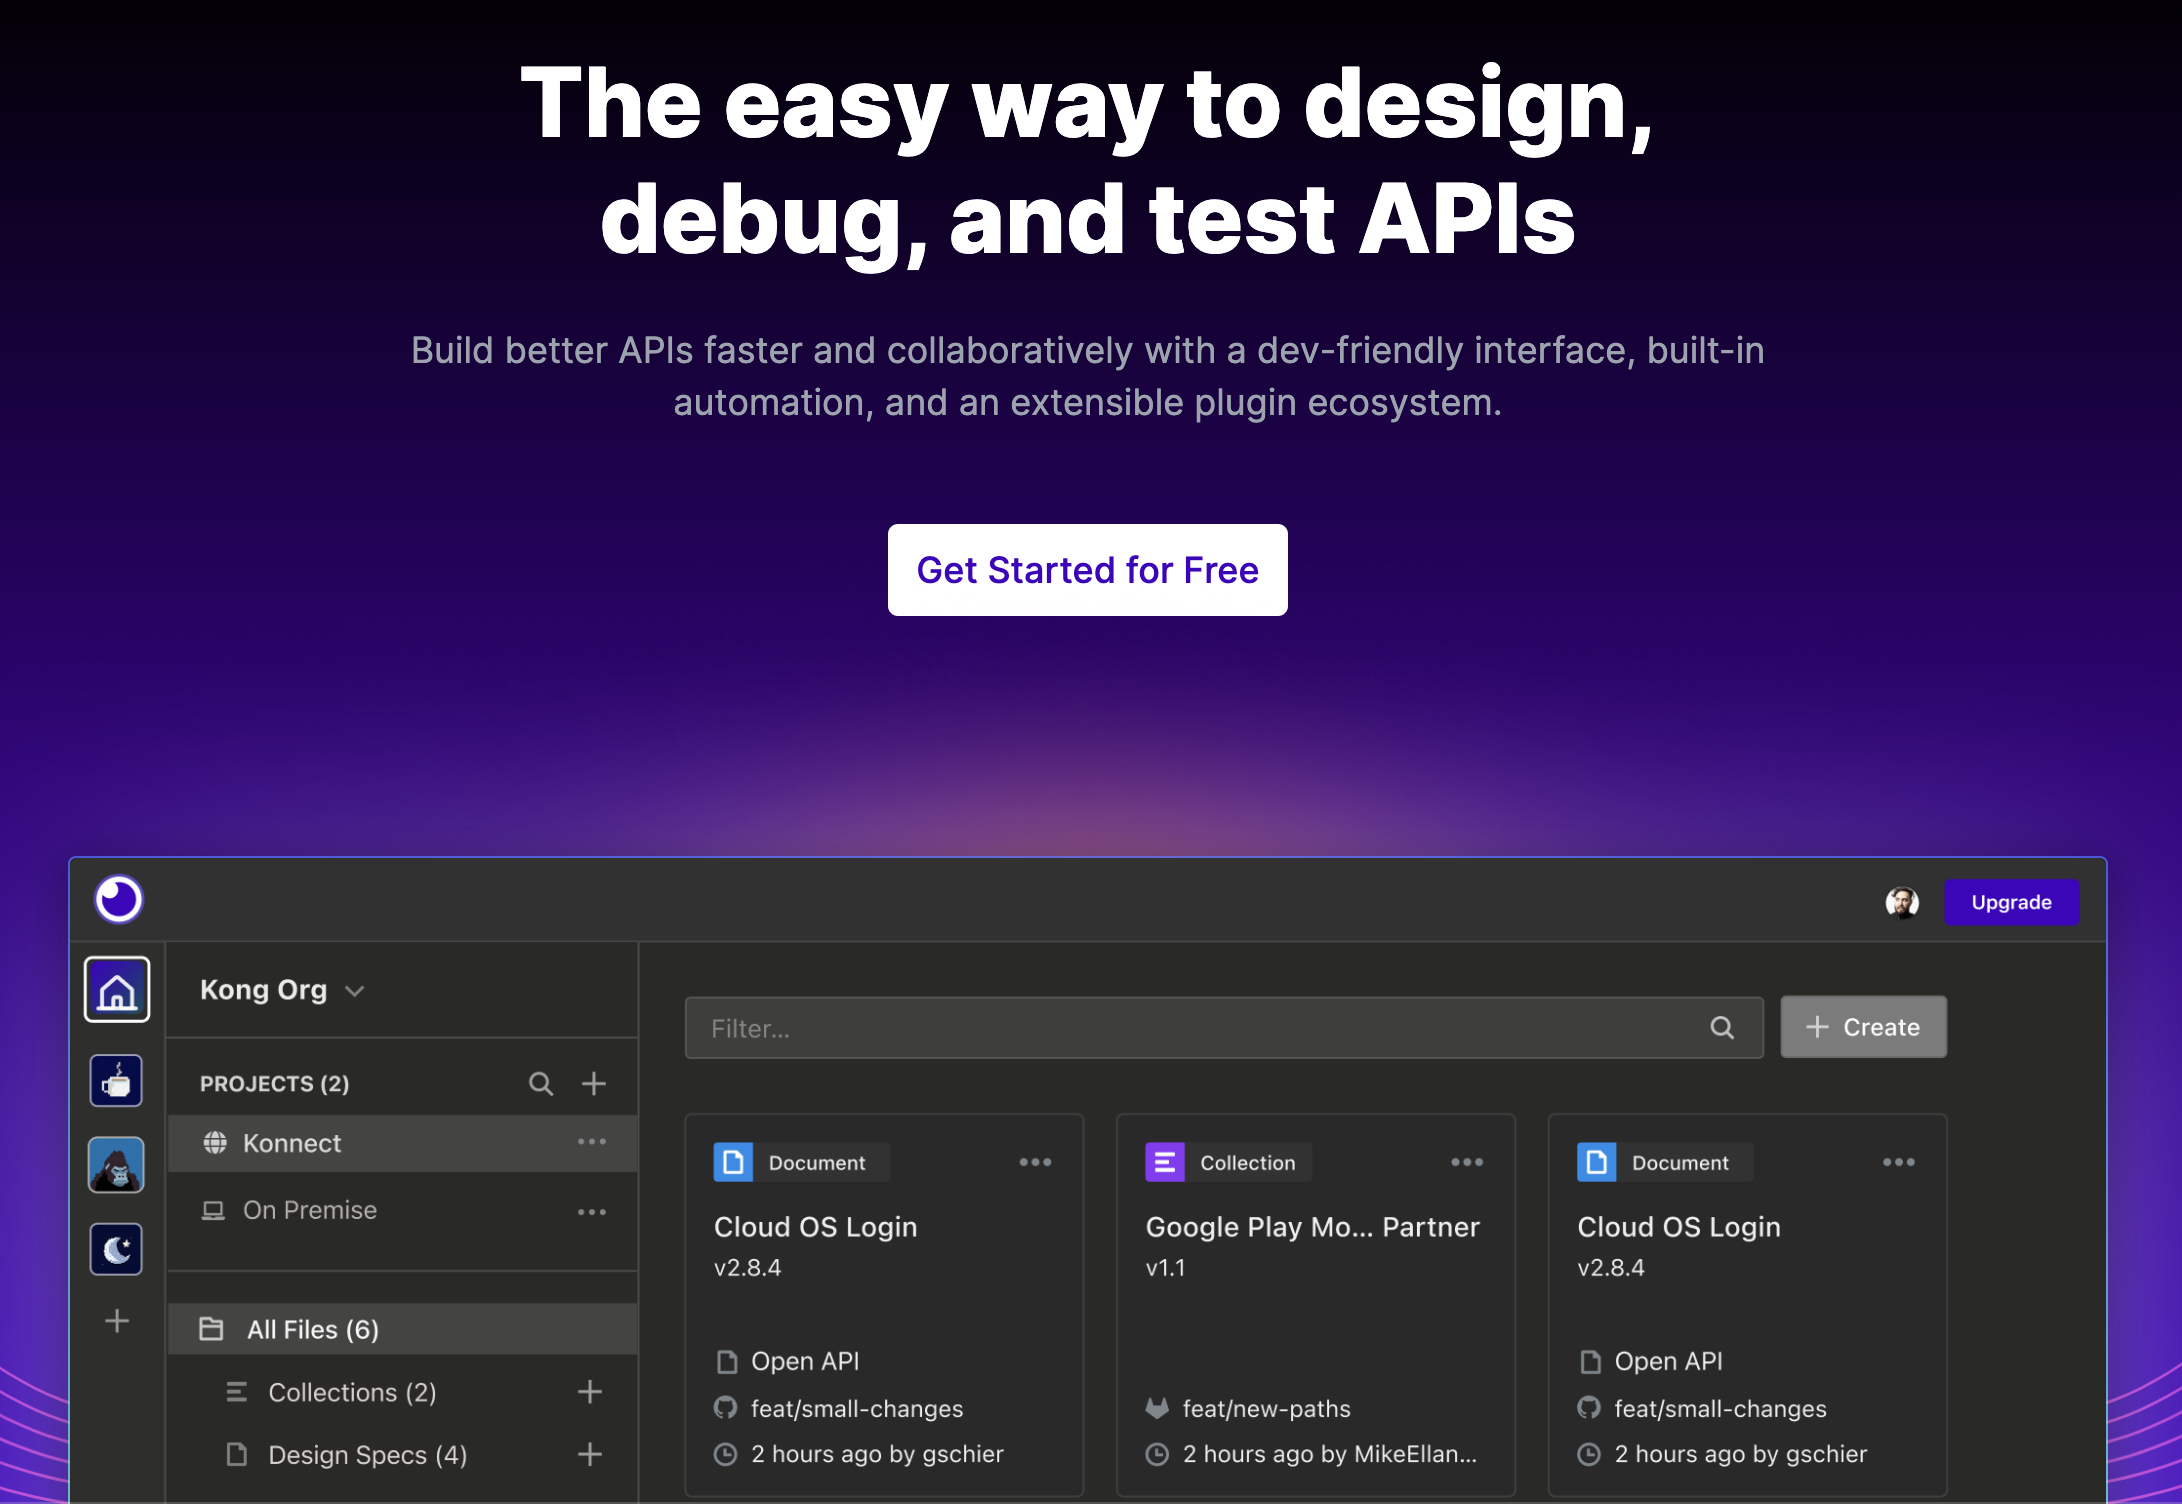 The easy way to design,
debug, and test APIs
Build better APIs faster and collaboratively with a dev-friendly interface, built-in
automation, and an extensible plugin ecosystem.
Get Started for Free
Upgrade
Kong Org
PROJECTS (2)
Konnect
On Premise
All Files (6)
Collections (2)
Design Specs (4)
Filter...
Create
Document
Cloud OS Login
v2.8.4
Open API
feat/small-changes
2 hours ago by gschier
Collection
Google Play Mo... Partner
v1.1
feat/new-paths
2 hours ago by MikeEllan...
Document
Cloud OS Login
v2.8.4
Open API
feat/small-changes
2 hours ago by gschier